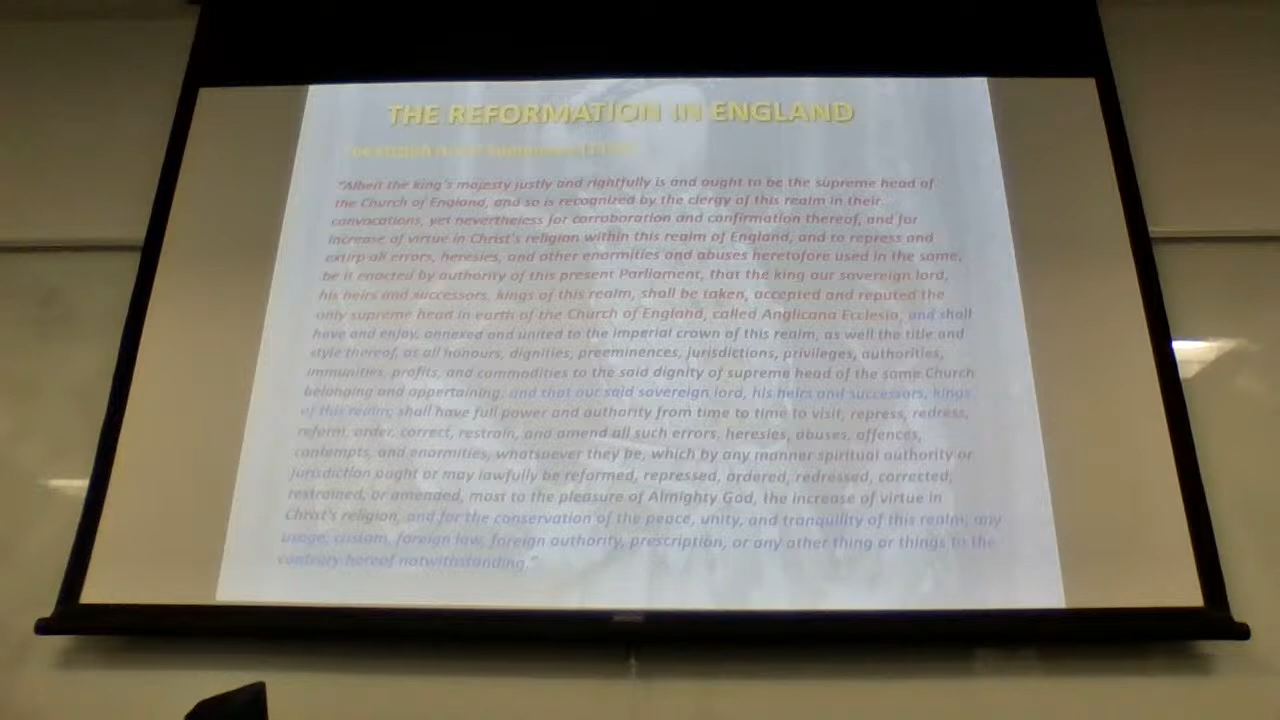 THE REFORMATION IN ENGLAND
"Albeit the king's majesty justly and rightfully is and ought to be the supreme head of
the Church of England, and so is recognized by the clergy of this realm in their
convocations, yet nevertheless for corroboration and confirmation thereof, and for
increase of virtue in Christ's religion within this realm of England, and to repress and
extirp all errors, heresies, and other enormities and abuses heretofore used in the same,
be it enacted by authority of this present Parliament, that the king our sovereign lord,
his heirs and successors, kings of this realm, shall be taken, accepted and reputed the
only supreme head in earth of the Church of England, called Anglicana Ecclesia, and shall
have and enjoy, annexed and united to the imperial crown of this realm, as well the title and
style thereof, as all honours, dignities, preeminences, jurisdictions, privileges, authorities,
immunities, profits, and commodities to the said dignity of supreme head of the same Church
belonging and appertaining, and that our said sovereign lord, his heirs and successors, kings
of this realm, shall have full power and authority from time to time to visit, repress, redress,
reform, order, correct, restrain, and amend all such errors, heresies, abuses, offences,
contempts, and enormities, whatsoever they be, which by any manner spiritual authority or
jurisdiction ought or may lawfully be reformed, repressed, ordered, redressed, corrected,
restrained, or amended, most to the pleasure of Almighty God, the increase of virtue in
Christ's religion, and for the conservation of the peace, unity, and tranquility of this realm; any
usage, custom, foreign law, foreign authority, prescription, or any other thing or things to the
contrary hereof notwithstanding."